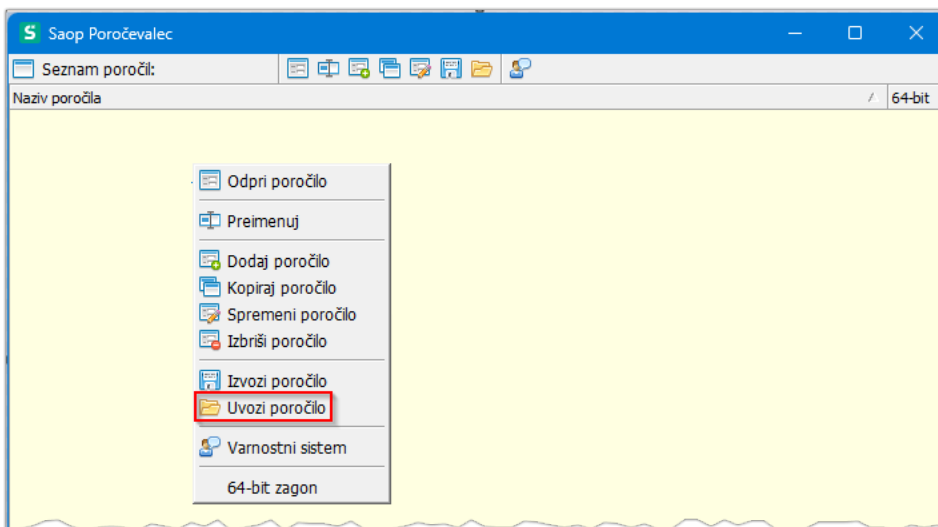 S Saop Poročevalec
Seznam poročil:
Naziv poročila 64-bit
Odpri poročilo
Preimenuj
Dodaj poročilo
Kopiraj poročilo
Spremeni poročilo
Izbriši poročilo
Izvozi poročilo
Uvozi poročilo
Varnostni sistem
64-bit zagon